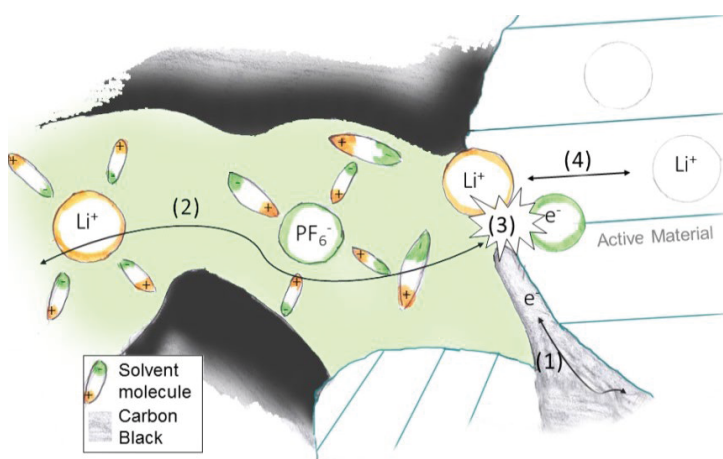 Li⁺
(2)
PF₆⁻
Li⁺
(3)
e⁻
(4)
Li⁺
Active Material
e⁻
(1)
Solvent
molecule
Carbon
Black